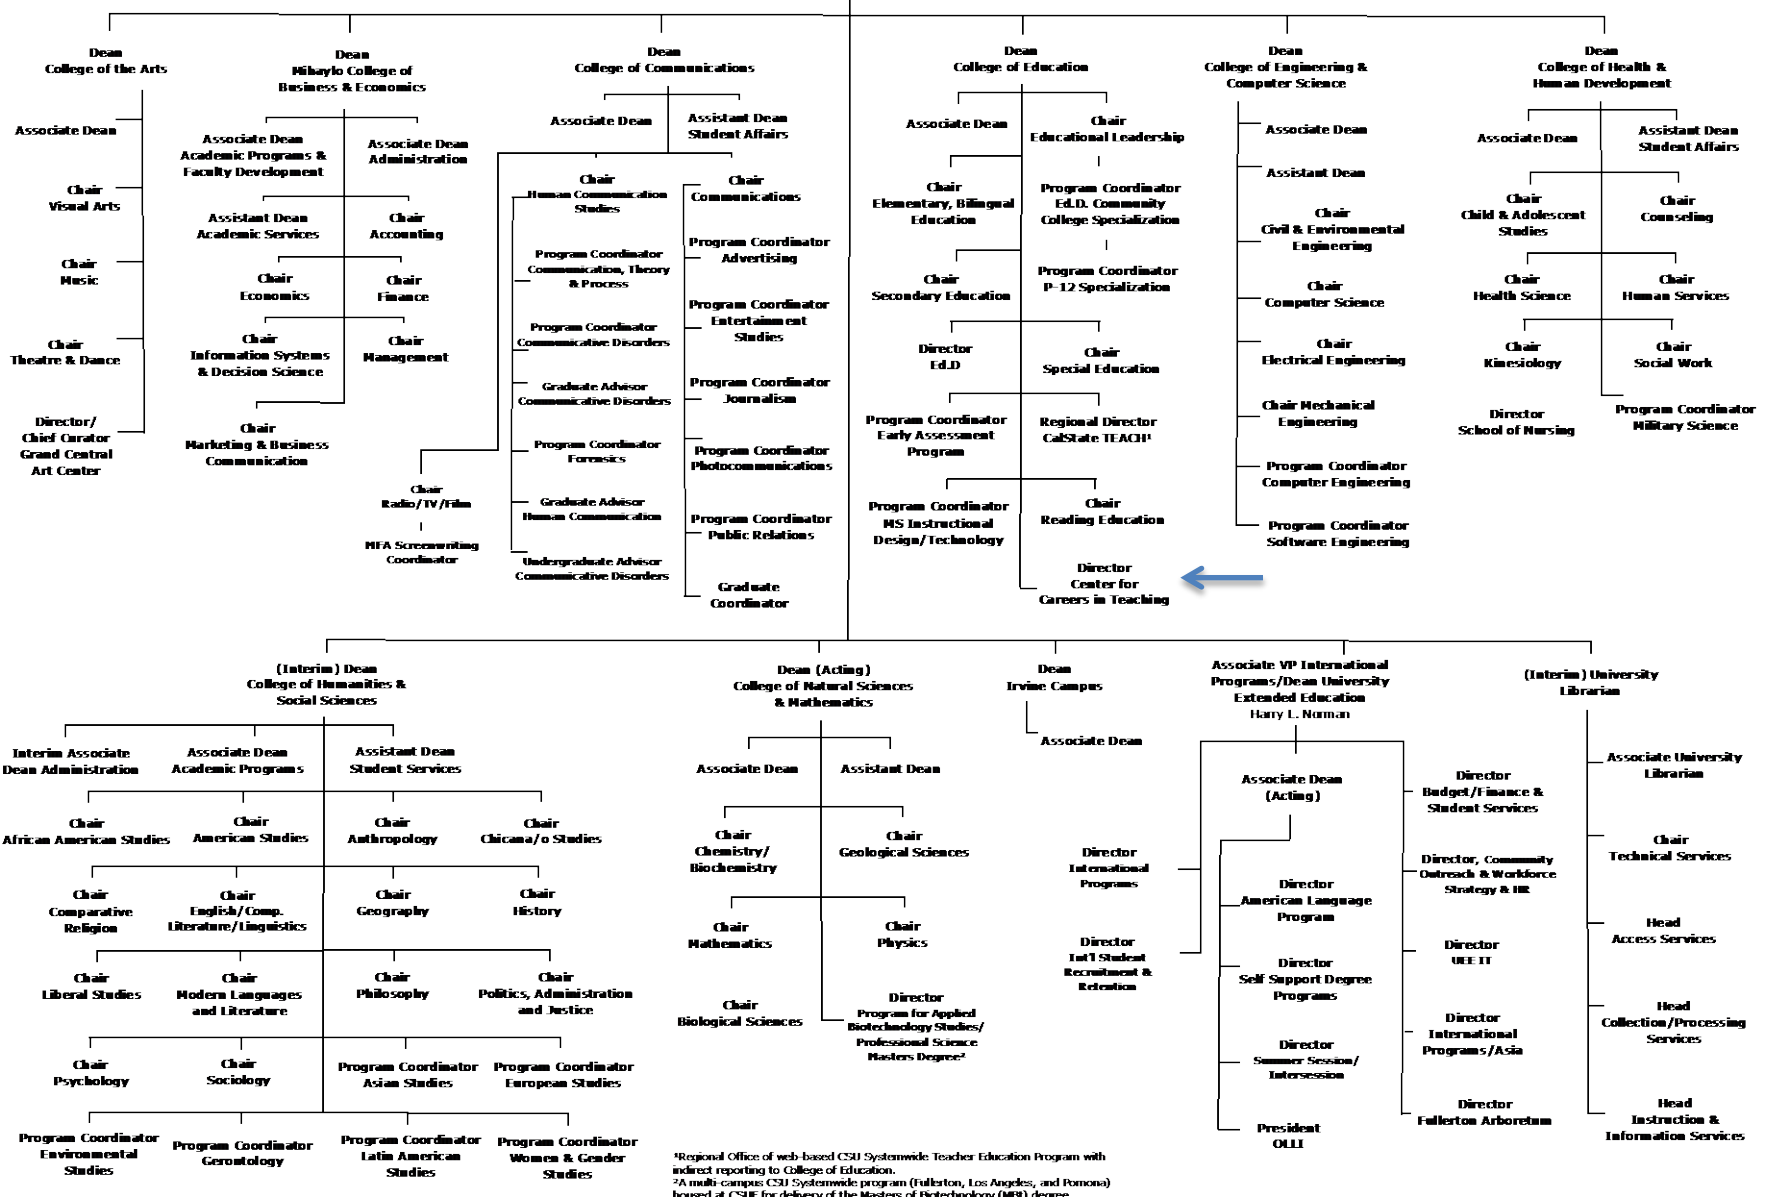 Dean
College of the Arts
Associate Dean
Chair
Visual Arts
Chair
Music
Chair
Theatre & Dance
Director/
Chief Curator
Grand Central
Art Center
Dean
Mihaylo College of
Business & Economics
Associate Dean
Academic Programs &
Faculty Development
Associate Dean
Administration
Assistant Dean
Academic Services
Chair
Accounting
Chair
Economics
Chair
Finance
Chair
Information Systems
& Decision Science
Chair
Management
Chair
Marketing & Business
Communication
Dean
College of Communications
Associate Dean
Assistant Dean
Student Affairs
Chair
Human Communication
Studies
Program Coordinator
Communication, Theory
& Process
Program Coordinator
Communicative Disorders
Graduate Advisor
Communicative Disorders
Program Coordinator
Forensics
Graduate Advisor
Human Communication
Undergraduate Advisor
Communicative Disorders
Chair
Communications
Program Coordinator
Advertising
Program Coordinator
Entertainment
Studies
Program Coordinator
Journalism
Program Coordinator
Photocommunications
Program Coordinator
Public Relations
Graduate
Coordinator
Chair
Radio/TV/Film
MFA Screenwriting
Coordinator
Dean
College of Education
Associate Dean
Chair
Educational Leadership
Chair
Elementary, Bilingual
Education
Program Coordinator
Ed.D. Community
College Specialization
Chair
Secondary Education
Program Coordinator
P-12 Specialization
Director
Ed.D
Chair
Special Education
Program Coordinator
Early Assessment
Program
Regional Director
CalState TEACH¹
Program Coordinator
MS Instructional
Design/Technology
Chair
Reading Education
Director
Center for
Careers in Teaching
Dean
College of Engineering &
Computer Science
Associate Dean
Assistant Dean
Chair
Civil & Environmental
Engineering
Chair
Computer Science
Chair
Electrical Engineering
Chair Mechanical
Engineering
Program Coordinator
Computer Engineering
Program Coordinator
Software Engineering
Dean
College of Health &
Human Development
Associate Dean
Assistant Dean
Student Affairs
Chair
Child & Adolescent
Studies
Chair
Counseling
Chair
Health Science
Chair
Human Services
Chair
Kinesiology
Chair
Social Work
Director
School of Nursing
Program Coordinator
Military Science
(Interim) Dean
College of Humanities &
Social Sciences
Interim Associate
Dean Administration
Associate Dean
Academic Programs
Assistant Dean
Student Services
Chair
African American Studies
Chair
American Studies
Chair
Anthropology
Chair
Chicana/o Studies
Chair
Comparative
Religion
Chair
English/Comp.
Literature/Linguistics
Chair
Geography
Chair
History
Chair
Liberal Studies
Chair
Modern Languages
and Literature
Chair
Philosophy
Chair
Politics, Administration
and Justice
Chair
Psychology
Chair
Sociology
Program Coordinator
Asian Studies
Program Coordinator
European Studies
Program Coordinator
Environmental
Studies
Program Coordinator
Gerontology
Program Coordinator
Latin American
Studies
Program Coordinator
Women & Gender
Studies
Dean (Acting)
College of Natural Sciences
& Mathematics
Associate Dean
Assistant Dean
Chair
Chemistry/
Biochemistry
Chair
Geological Sciences
Chair
Mathematics
Chair
Physics
Chair
Biological Sciences
Director
Program for Applied
Biotechnology Studies/
Professional Science
Masters Degree²
Dean
Irvine Campus
Associate Dean
Associate VP International
Programs/Dean University
Extended Education
Harry L. Norman
Associate Dean
(Acting)
Director
International
Programs
Director
Int'l Student
Recruitment &
Retention
Director
American Language
Program
Director
Self Support Degree
Programs
Director
Summer Session/
Intersession
President
OLLI
Director
Budget/Finance &
Student Services
Director, Community
Outreach & Workforce
Strategy & HR
Director
UEE IT
Director
International
Programs/Asia
Director
Fullerton Arboretum
(Interim) University
Librarian
Associate University
Librarian
Chair
Technical Services
Head
Access Services
Head
Collection/Processing
Services
Head
Instruction &
Information Services
¹Regional Office of web-based CSU Systemwide Teacher Education Program with
indirect reporting to College of Education.
²A multi-campus CSU Systemwide program (Fullerton, Los Angeles, and Pomona)
housed at CSUF for delivery of the Masters of Biotechnology (MBt) degree